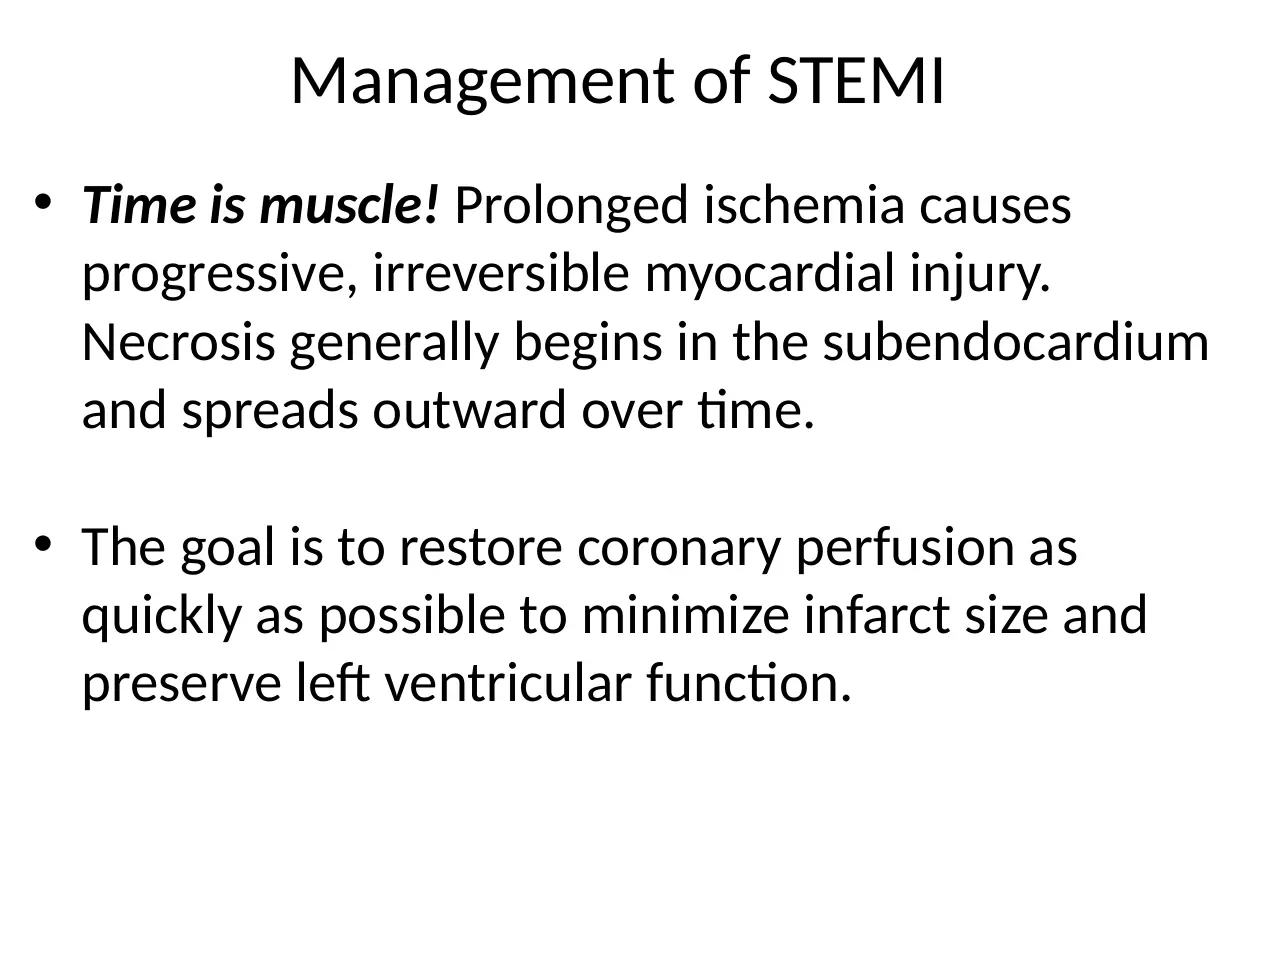 Management of STEMI
• Time is muscle! Prolonged ischemia causes
progressive, irreversible myocardial injury.
Necrosis generally begins in the subendocardium
and spreads outward over time.
• The goal is to restore coronary perfusion as
quickly as possible to minimize infarct size and
preserve left ventricular function.